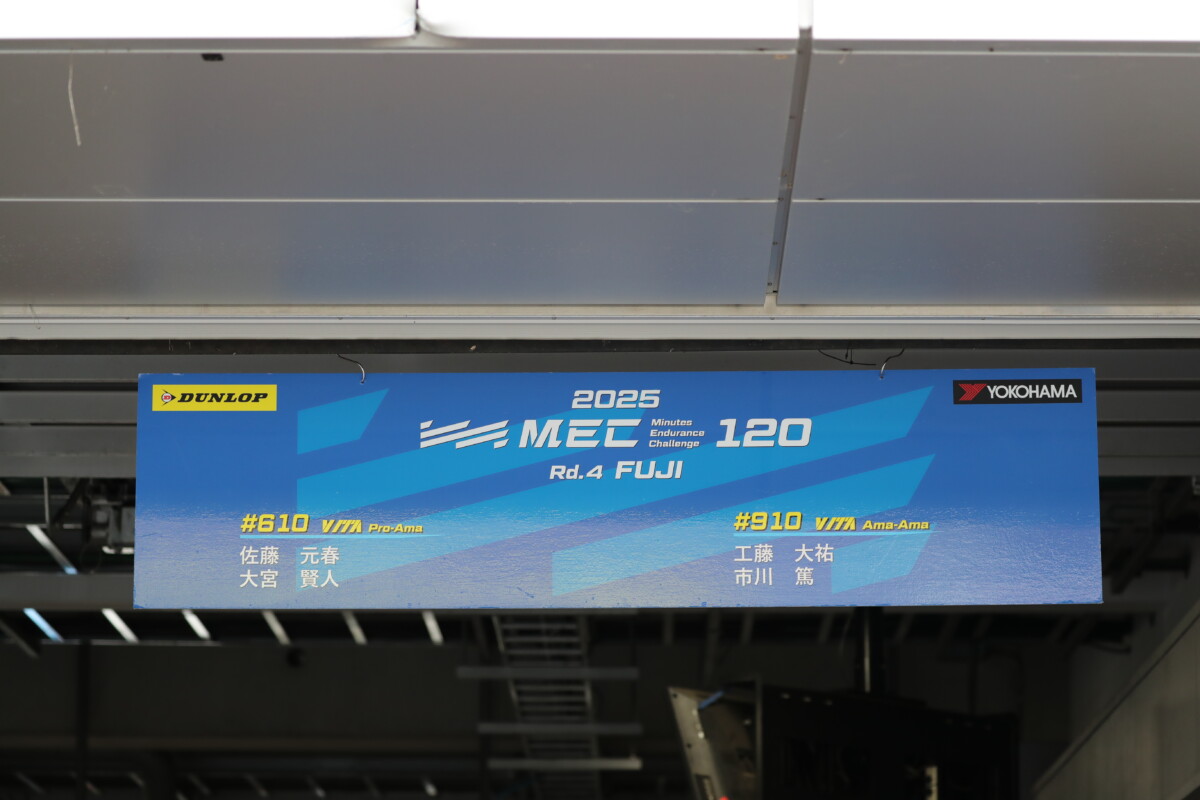 DUNLOP
YOKOHAMA
2025
MEC Minutes Endurance Challenge 120
Rd.4 FUJI
#610 VITA Pro-Ama
佐藤 元春
大宮 賢人
#910 VITA Ama-Ama
工藤 大祐
市川 篤